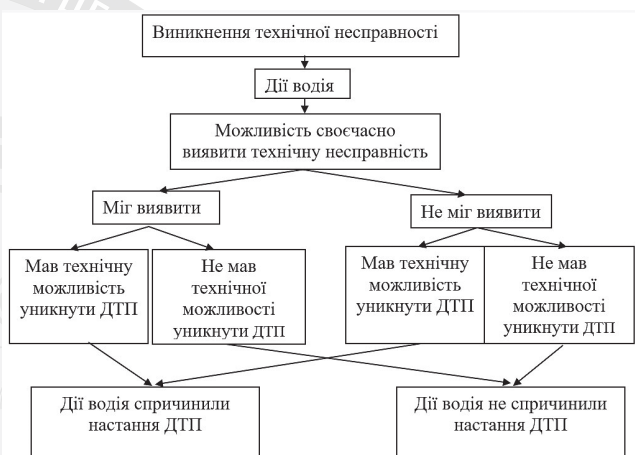 Виникнення технічної несправності
Дії водія
Можливість своєчасно
виявити технічну несправність
Міг виявити
Не міг виявити
Мав технічну
можливість
уникнути ДТП
Не мав
технічної
можливості
уникнути ДТП
Мав технічну
можливість
уникнути ДТП
Не мав
технічної
можливості
уникнути ДТП
Дії водія спричинили
настання ДТП
Дії водія не спричинили
настання ДТП